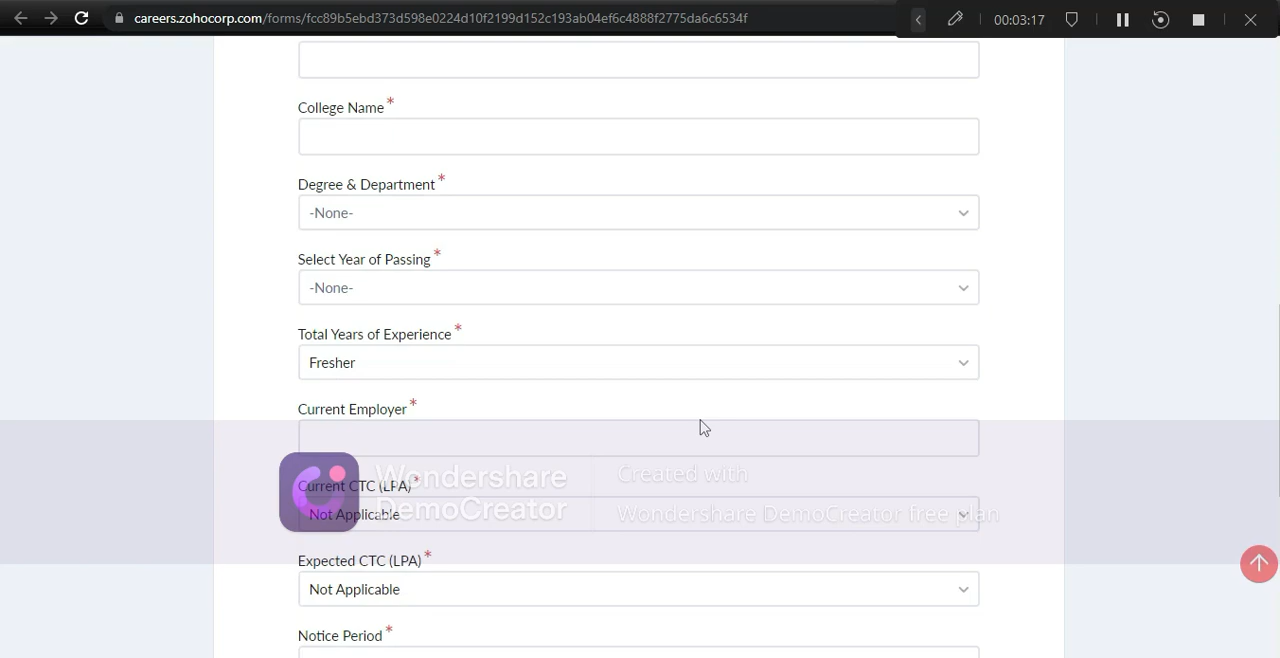 careers.zohocorp.com/forms/fcc89b5ebd373d598e0224d10f2199d152c193ab04ef6c4888f2775da6c6534f
00:03:17
College Name *
Degree & Department *
-None-
Select Year of Passing *
-None-
Total Years of Experience *
Fresher
Current Employer *
Wondershare
DemoCreator
Created with
Wondershare DemoCreator free plan
Current CTC (LPA) *
Not Applicable
Expected CTC (LPA) *
Not Applicable
Notice Period *